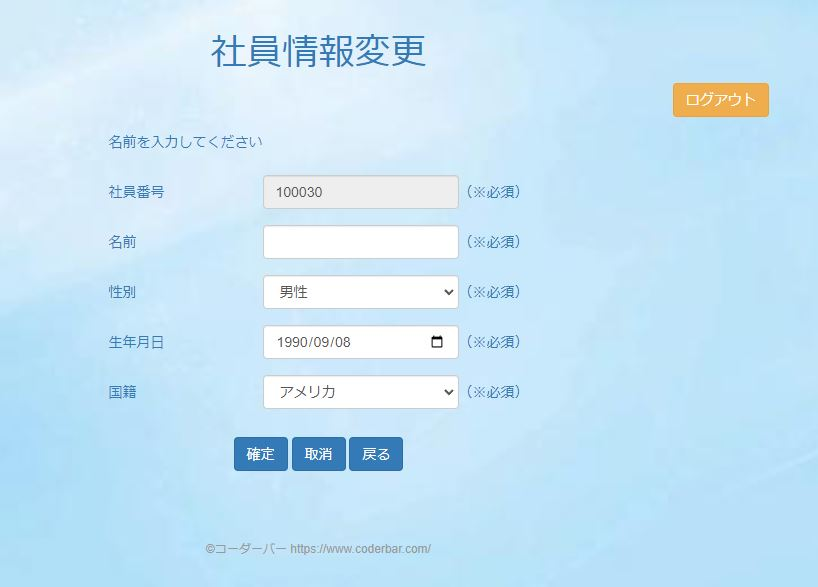 社員情報変更
ログアウト
名前を入力してください
社員番号 100030 (※必須)
名前 (※必須)
性別 男性 (※必須)
生年月日 1990/09/08 (※必須)
国籍 アメリカ (※必須)
確定 取消 戻る
©コーダーバー https://www.coderbar.com/